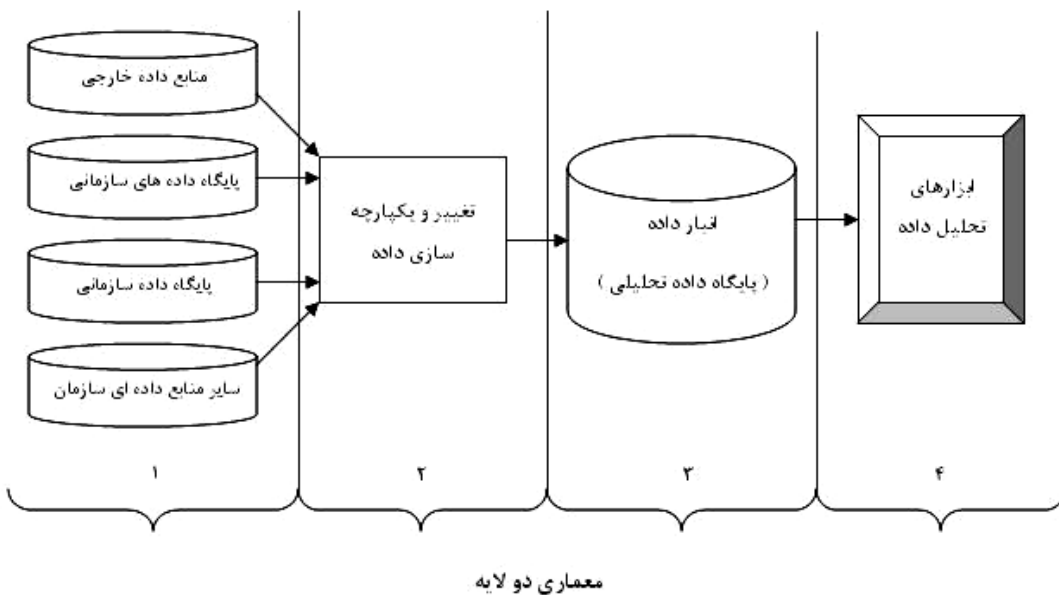 منابع داده خارجی
پایگاه داده های سازمانی
پایگاه داده سازمانی
سایر منابع داده ای سازمان
تغییر و یکپارچه
سازی داده
انبار داده
( پایگاه داده تحلیلی )
ابزارهای
تحلیل داده
۱
۲
۳
۴
معماری دو لایه